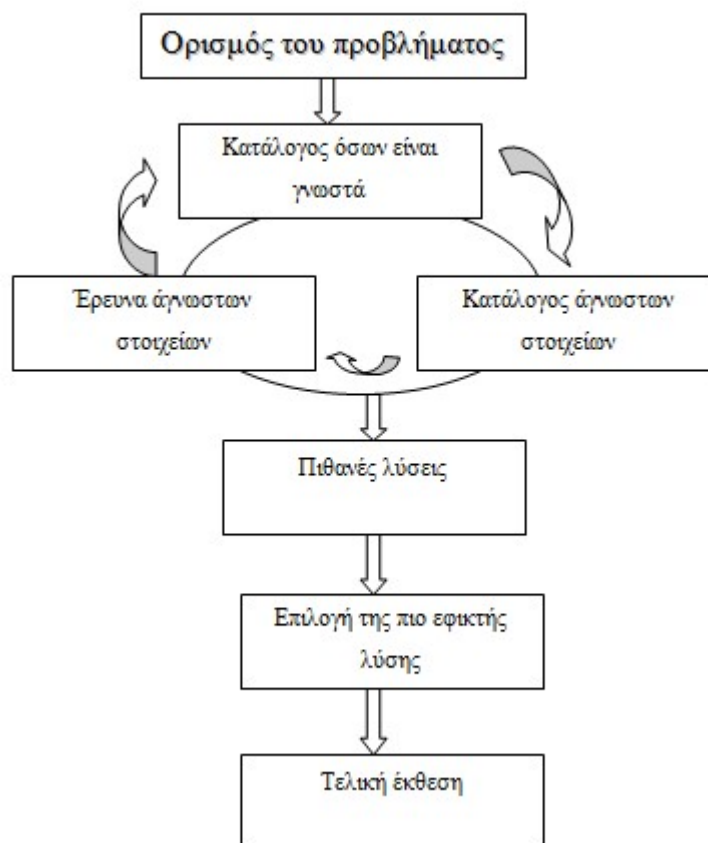 Ορισμός του προβλήματος
Κατάλογος όσων είναι
γνωστά
Έρευνα άγνωστων
στοιχείων
Κατάλογος άγνωστων
στοιχείων
Πιθανές λύσεις
Επιλογή της πιο εφικτής
λύσης
Τελική έκθεση